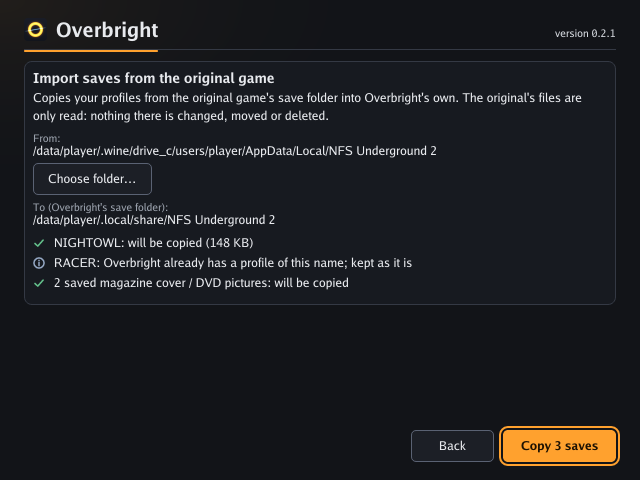 Overbright
version 0.2.1
Import saves from the original game
Copies your profiles from the original game's save folder into Overbright's own. The original's files are
only read: nothing there is changed, moved or deleted.
From:
/data/player/.wine/drive_c/users/player/AppData/Local/NFS Underground 2
Choose folder...
To (Overbright's save folder):
/data/player/.local/share/NFS Underground 2
NIGHTOWL: will be copied (148 KB)
RACER: Overbright already has a profile of this name; kept as it is
2 saved magazine cover / DVD pictures: will be copied
Back
Copy 3 saves